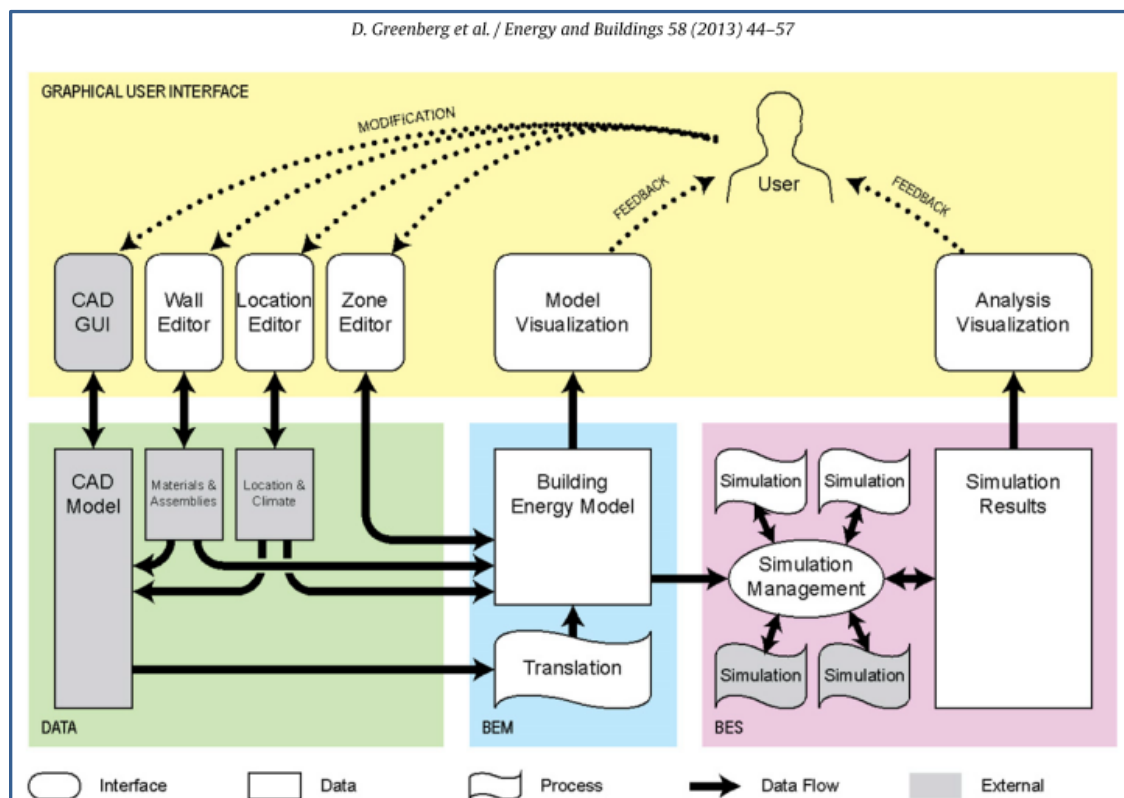 D. Greenberg et al. / Energy and Buildings 58 (2013) 44–57
GRAPHICAL USER INTERFACE
MODIFICATION
FEEDBACK
User
FEEDBACK
CAD
GUI
Wall
Editor
Location
Editor
Zone
Editor
Model
Visualization
Analysis
Visualization
CAD
Model
Materials &
Assemblies
Location &
Climate
Building
Energy Model
Simulation
Simulation
Simulation
Results
Simulation
Management
Translation
Simulation
Simulation
DATA
BEM
BES
Interface
Data
Process
Data Flow
External